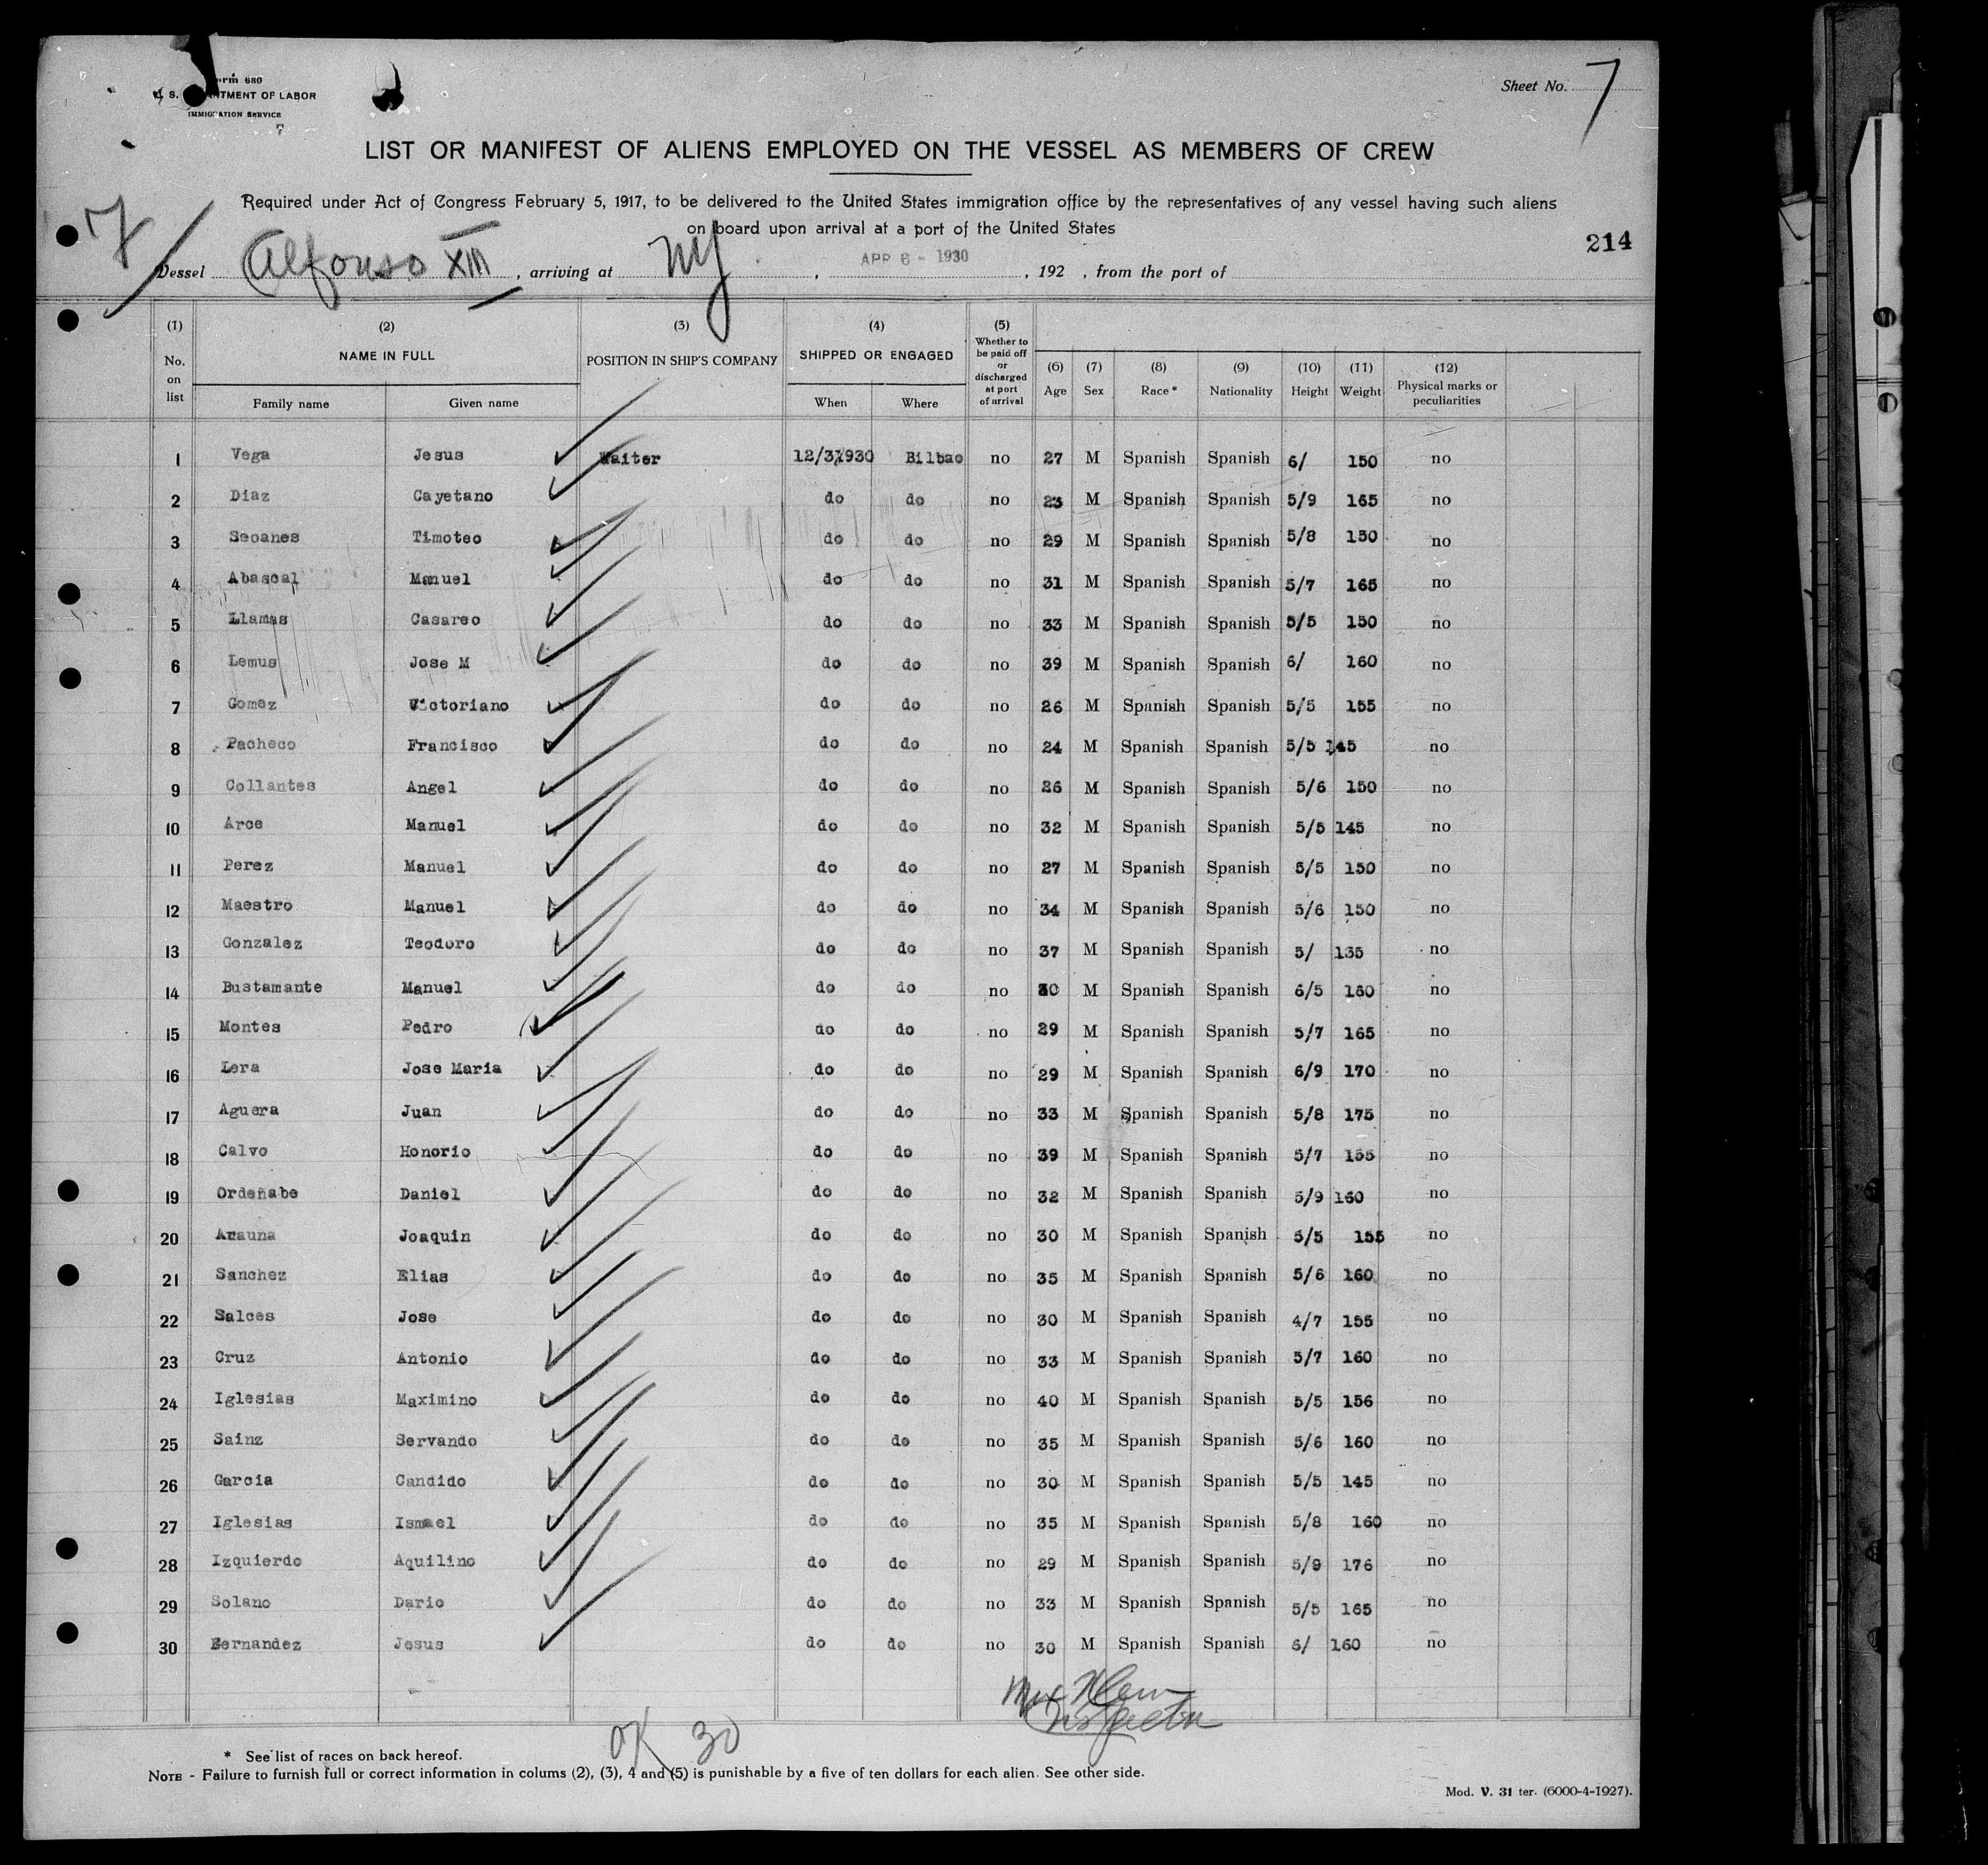 Form 680
U. S. DEPARTMENT OF LABOR
IMMIGRATION SERVICE
Sheet No. 7
LIST OR MANIFEST OF ALIENS EMPLOYED ON THE VESSEL AS MEMBERS OF CREW
Required under Act of Congress February 5, 1917, to be delivered to the United States immigration office by the representatives of any vessel having such aliens
on board upon arrival at a port of the United States
7
214
Vessel Alfonso XIII, arriving at NY, APR 6 - 1930, 192 , from the port of
(1) No. on list (2) NAME IN FULL Family name Given name (3) POSITION IN SHIP'S COMPANY (4) SHIPPED OR ENGAGED When Where (5) Whether to be paid off or discharged at port of arrival (6) Age (7) Sex (8) Race * (9) Nationality (10) Height (11) Weight (12) Physical marks or peculiarities
1 Vega Jesus Waiter 12/31930 Bilbao no 27 M Spanish Spanish 6/ 150 no
2 Diaz Cayetano do do no 23 M Spanish Spanish 5/9 165 no
3 Seoanes Timoteo do do no 29 M Spanish Spanish 5/8 150 no
4 Abascal Manuel do do no 31 M Spanish Spanish 5/7 165 no
5 Llamas Casareo do do no 33 M Spanish Spanish 5/5 150 no
6 Lemus Jose M do do no 39 M Spanish Spanish 6/ 160 no
7 Gomez Victoriano do do no 26 M Spanish Spanish 5/5 155 no
8 Pacheco Francisco do do no 24 M Spanish Spanish 5/5 145 no
9 Collantes Angel do do no 26 M Spanish Spanish 5/6 150 no
10 Arce Manuel do do no 32 M Spanish Spanish 5/5 145 no
11 Perez Manuel do do no 27 M Spanish Spanish 5/5 150 no
12 Maestro Manuel do do no 34 M Spanish Spanish 5/6 150 no
13 Gonzalez Teodoro do do no 37 M Spanish Spanish 5/ 135 no
14 Bustamante Manuel do do no 30 M Spanish Spanish 6/5 160 no
15 Montes Pedro do do no 29 M Spanish Spanish 5/7 165 no
16 Lera Jose Maria do do no 29 M Spanish Spanish 6/9 170 no
17 Aguera Juan do do no 33 M Spanish Spanish 5/8 175 no
18 Calvo Honorio do do no 39 M Spanish Spanish 5/7 155 no
19 Ordeñabe Daniel do do no 32 M Spanish Spanish 5/9 160 no
20 Arauna Joaquin do do no 30 M Spanish Spanish 5/5 155 no
21 Sanchez Elias do do no 35 M Spanish Spanish 5/6 160 no
22 Salces Jose do do no 30 M Spanish Spanish 4/7 155 no
23 Cruz Antonio do do no 33 M Spanish Spanish 5/7 160 no
24 Iglesias Maximino do do no 40 M Spanish Spanish 5/5 156 no
25 Sainz Servando do do no 35 M Spanish Spanish 5/6 160 no
26 Garcia Candido do do no 30 M Spanish Spanish 5/5 145 no
27 Iglesias Ismael do do no 35 M Spanish Spanish 5/8 160 no
28 Izquierdo Aquilino do do no 29 M Spanish Spanish 5/9 176 no
29 Solano Dario do do no 33 M Spanish Spanish 5/5 165 no
30 Fernandez Jesus do do no 30 M Spanish Spanish 6/ 160 no
Inspector
OK 30
* See list of races on back hereof.
NOTE - Failure to furnish full or correct information in colums (2), (3), 4 and (5) is punishable by a five of ten dollars for each alien. See other side.
Mod. V. 31 ter. (6000-4-1927).